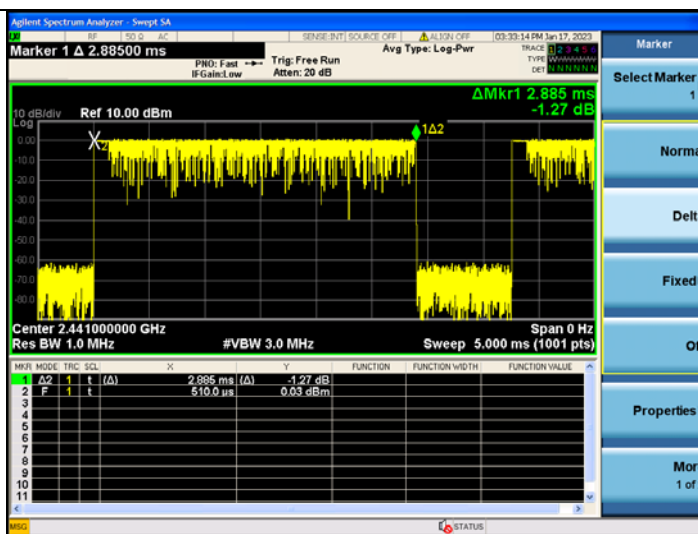 Agilent Spectrum Analyzer - Swept SA
RF 50 Ω AC SENSE:INT SOURCE OFF ALIGN OFF 03:33:14 PM Jan 17, 2023
Marker 1 Δ 2.88500 ms
PNO: Fast Trig: Free Run
IFGain:Low Atten: 20 dB
Avg Type: Log-Pwr
TRACE 1 2 3 4 5 6
TYPE
DET N N N N N N
ΔMkr1 2.885 ms
-1.27 dB
10 dB/div Ref 10.00 dBm
Log
0.00
-10.0
-20.0
-30.0
-40.0
-50.0
-60.0
-70.0
-80.0
2
1Δ2
Center 2.441000000 GHz Span 0 Hz
Res BW 1.0 MHz #VBW 3.0 MHz Sweep 5.000 ms (1001 pts)
MKR MODE TRC SCL X Y FUNCTION FUNCTION WIDTH FUNCTION VALUE
1 Δ2 1 t (Δ) 2.885 ms (Δ) -1.27 dB
2 F 1 t 510.0 µs 0.03 dBm
3
4
5
6
7
8
9
10
11
MSG STATUS
Marker
Select Marker
1
Norma
Delt
Fixed
Of
Properties
Mor
1 of